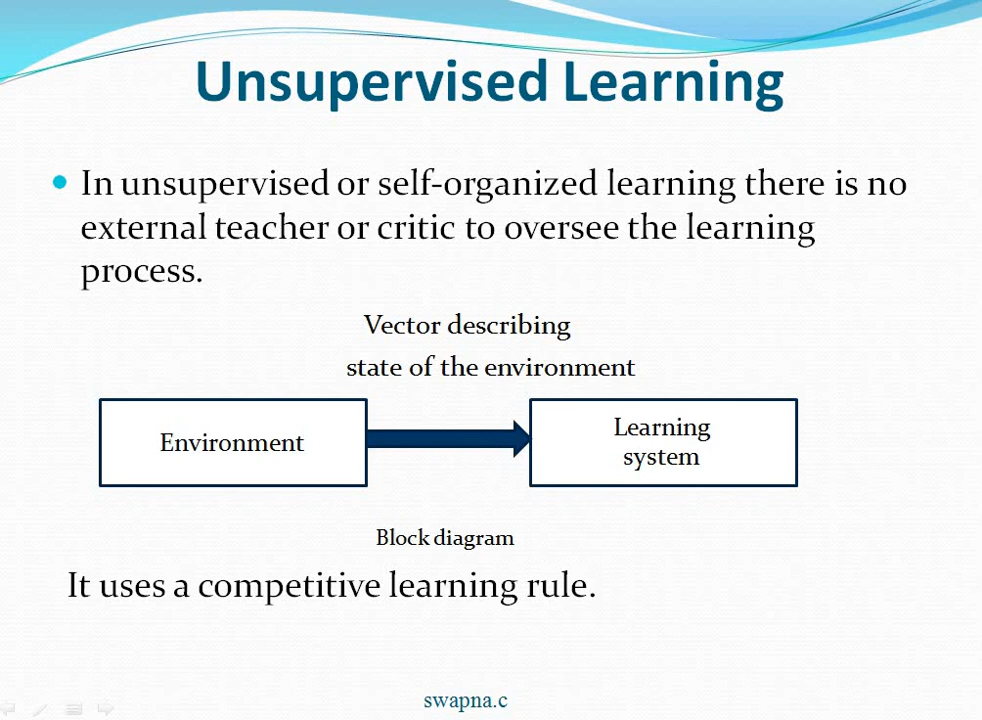 Unsupervised Learning
In unsupervised or self-organized learning there is no
external teacher or critic to oversee the learning
process.
Vector describing
state of the environment
Environment
Learning
system
Block diagram
It uses a competitive learning rule.
swapna.c